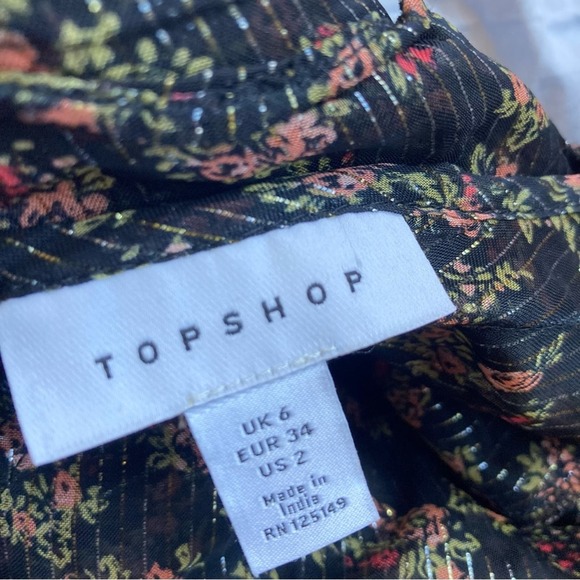 TOPSHOP
UK 6
EUR 34
US 2
Made in
India
RN 125149